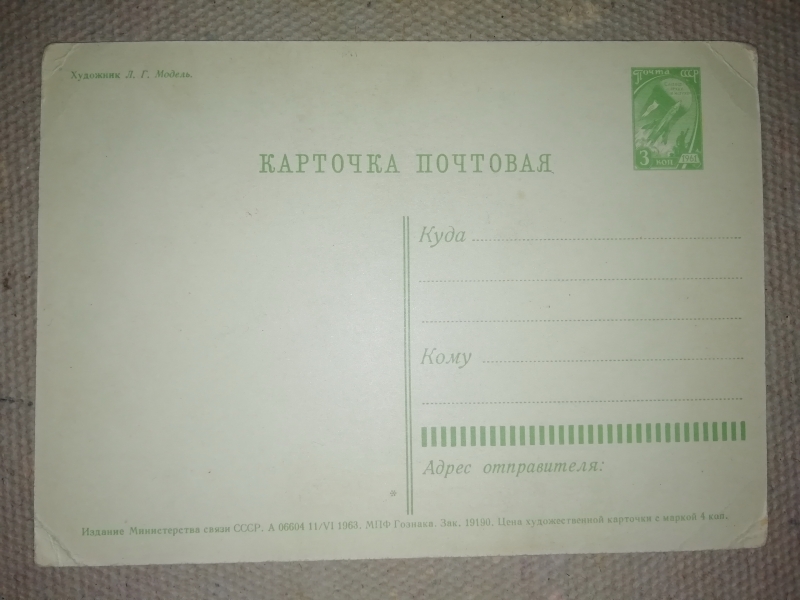 Художник Л. Г. Модель.
Почта СССР
3 коп
1961
КАРТОЧКА ПОЧТОВАЯ
Куда
Кому
Адрес отправителя:
Издание Министерства связи СССР. А 06604 11/VI 1963. МПФ Гознака. Зак. 19190. Цена художественной карточки с маркой 4 коп.